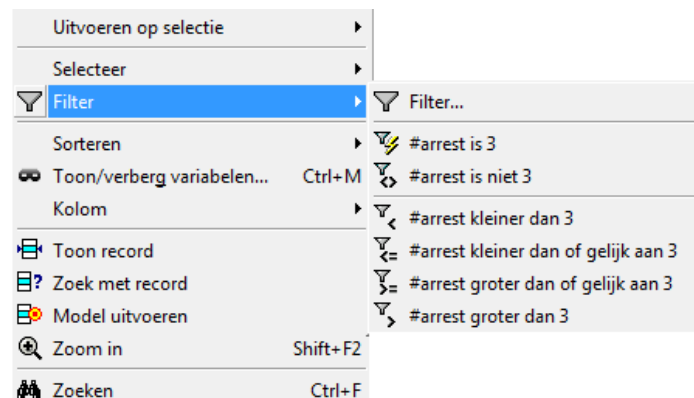 Uitvoeren op selectie
Selecteer
Filter
Sorteren
Toon/verberg variabelen... Ctrl+M
Kolom
Toon record
Zoek met record
Model uitvoeren
Zoom in Shift+F2
Zoeken Ctrl+F
Filter...
#arrest is 3
#arrest is niet 3
#arrest kleiner dan 3
#arrest kleiner dan of gelijk aan 3
#arrest groter dan of gelijk aan 3
#arrest groter dan 3